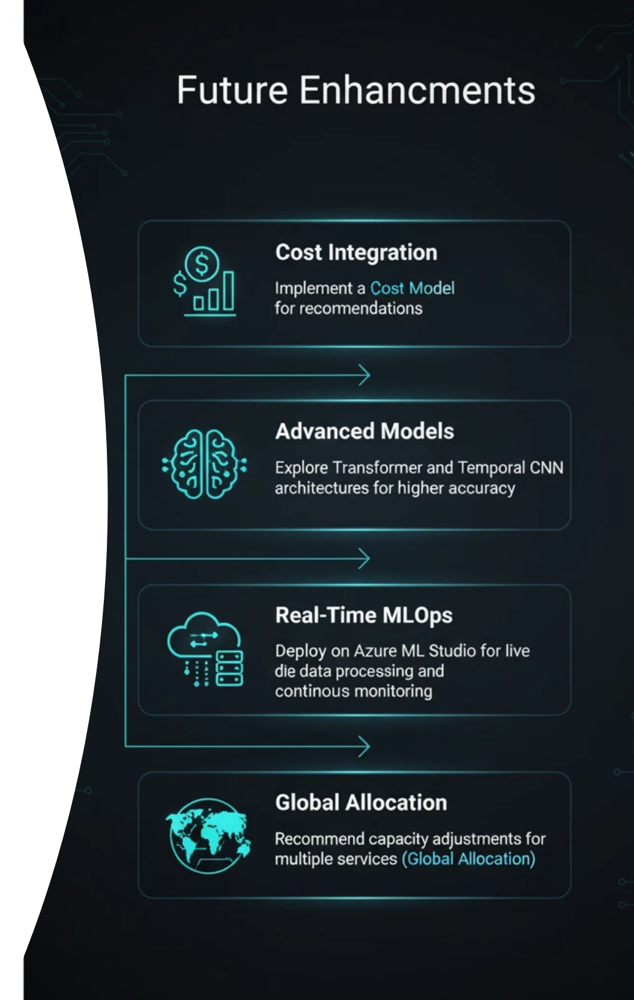 Future Enhancments
Cost Integration
Implement a Cost Model
for recomendations
Advanced Models
Explore Transformer and Temporal CNN
architectures for higher accuracy
Real-Time MLOps
Deploy on Azure ML Studio for live
die data processing and
continous monitoring
Global Allocation
Recommend capacity adjustments for
multiple services (Global Allocation)